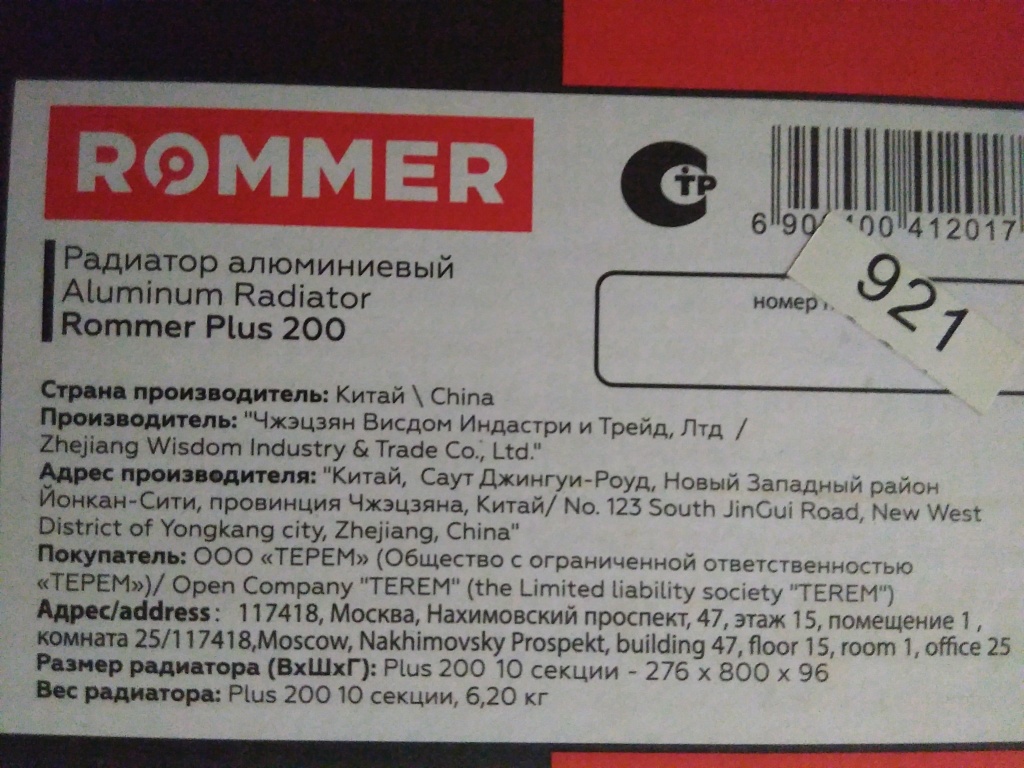 ROMMER
Радиатор алюминиевый
Aluminum Radiator
Rommer Plus 200
СТР
412017
номер
921
Страна производитель: Китай \ China
Производитель: "Чжэцзян Висдом Индастри и Трейд, Лтд /
Zhejiang Wisdom Industry & Trade Co., Ltd."
Адрес производителя: "Китай, Саут Джингуи-Роуд, Новый Западный район
Йонкан-Сити, провинция Чжэцзяна, Китай/ No. 123 South JinGui Road, New West
District of Yongkang city, Zhejiang, China"
Покупатель: ООО «ТЕРЕМ» (Общество с ограниченной ответственностью
«ТЕРЕМ»)/ Open Company "TEREM" (the Limited liability society "TEREM")
Адрес/address: 117418, Москва, Нахимовский проспект, 47, этаж 15, помещение 1 ,
комната 25/117418,Moscow, Nakhimovsky Prospekt, building 47, floor 15, room 1, office 25
Размер радиатора (ВхШхГ): Plus 200 10 секции - 276 x 800 x 96
Вес радиатора: Plus 200 10 секции, 6,20 кг